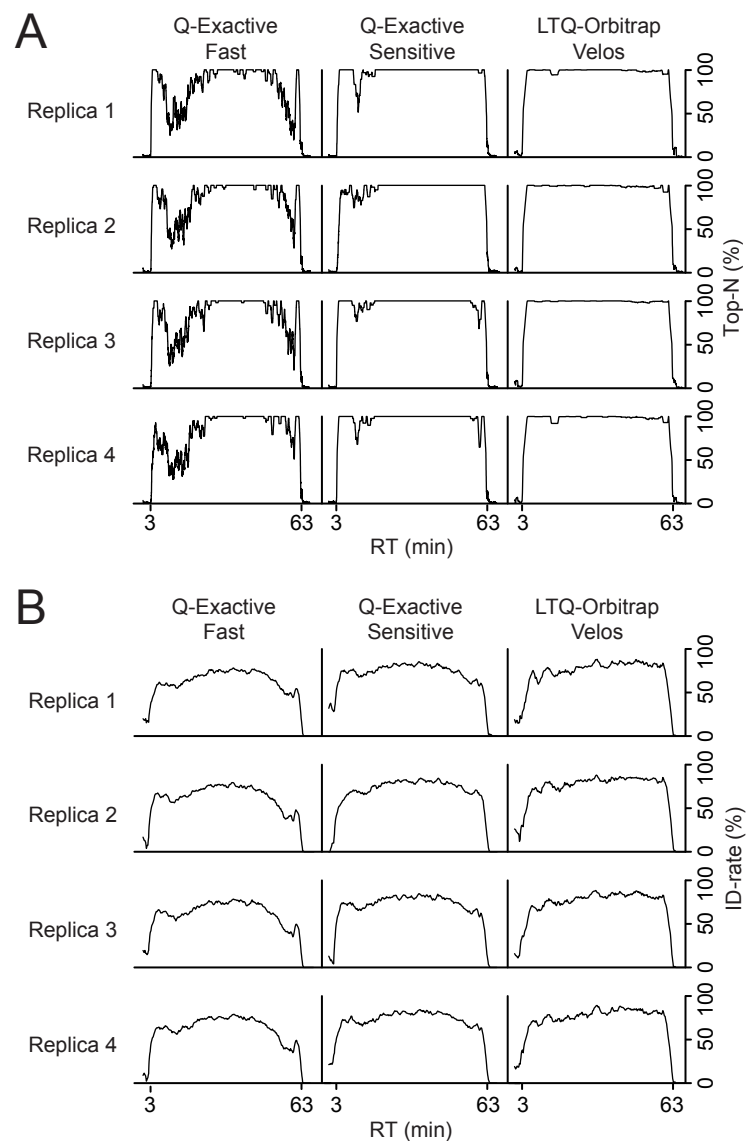 A
Q-Exactive
Fast
Q-Exactive
Sensitive
LTQ-Orbitrap
Velos
Replica 1
0 50 100
Replica 2
0 50 100
Replica 3
0 50 100
Replica 4
0 50 100
Top-N (%)
3 63 3 63 3 63
RT (min)
B
Q-Exactive
Fast
Q-Exactive
Sensitive
LTQ-Orbitrap
Velos
Replica 1
0 50 100
Replica 2
0 50 100
Replica 3
0 50 100
Replica 4
0 50 100
ID-rate (%)
3 63 3 63 3 63
RT (min)